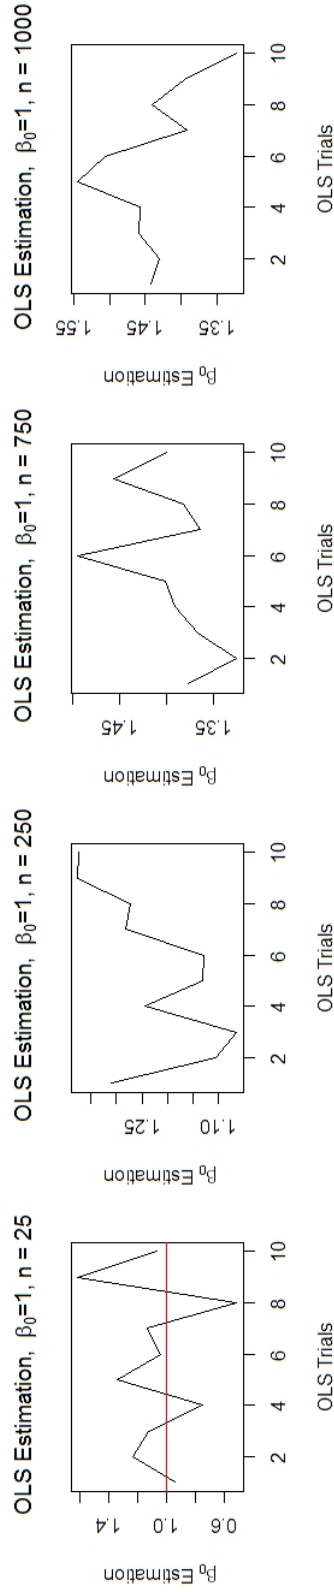 OLS Estimation, β₀=1, n = 25
β₀ Estimation
0.6 1.0 1.4
2 4 6 8 10
OLS Trials
OLS Estimation, β₀=1, n = 250
β₀ Estimation
1.10 1.25
2 4 6 8 10
OLS Trials
OLS Estimation, β₀=1, n = 750
β₀ Estimation
1.35 1.45
2 4 6 8 10
OLS Trials
OLS Estimation, β₀=1, n = 1000
β₀ Estimation
1.35 1.45 1.55
2 4 6 8 10
OLS Trials